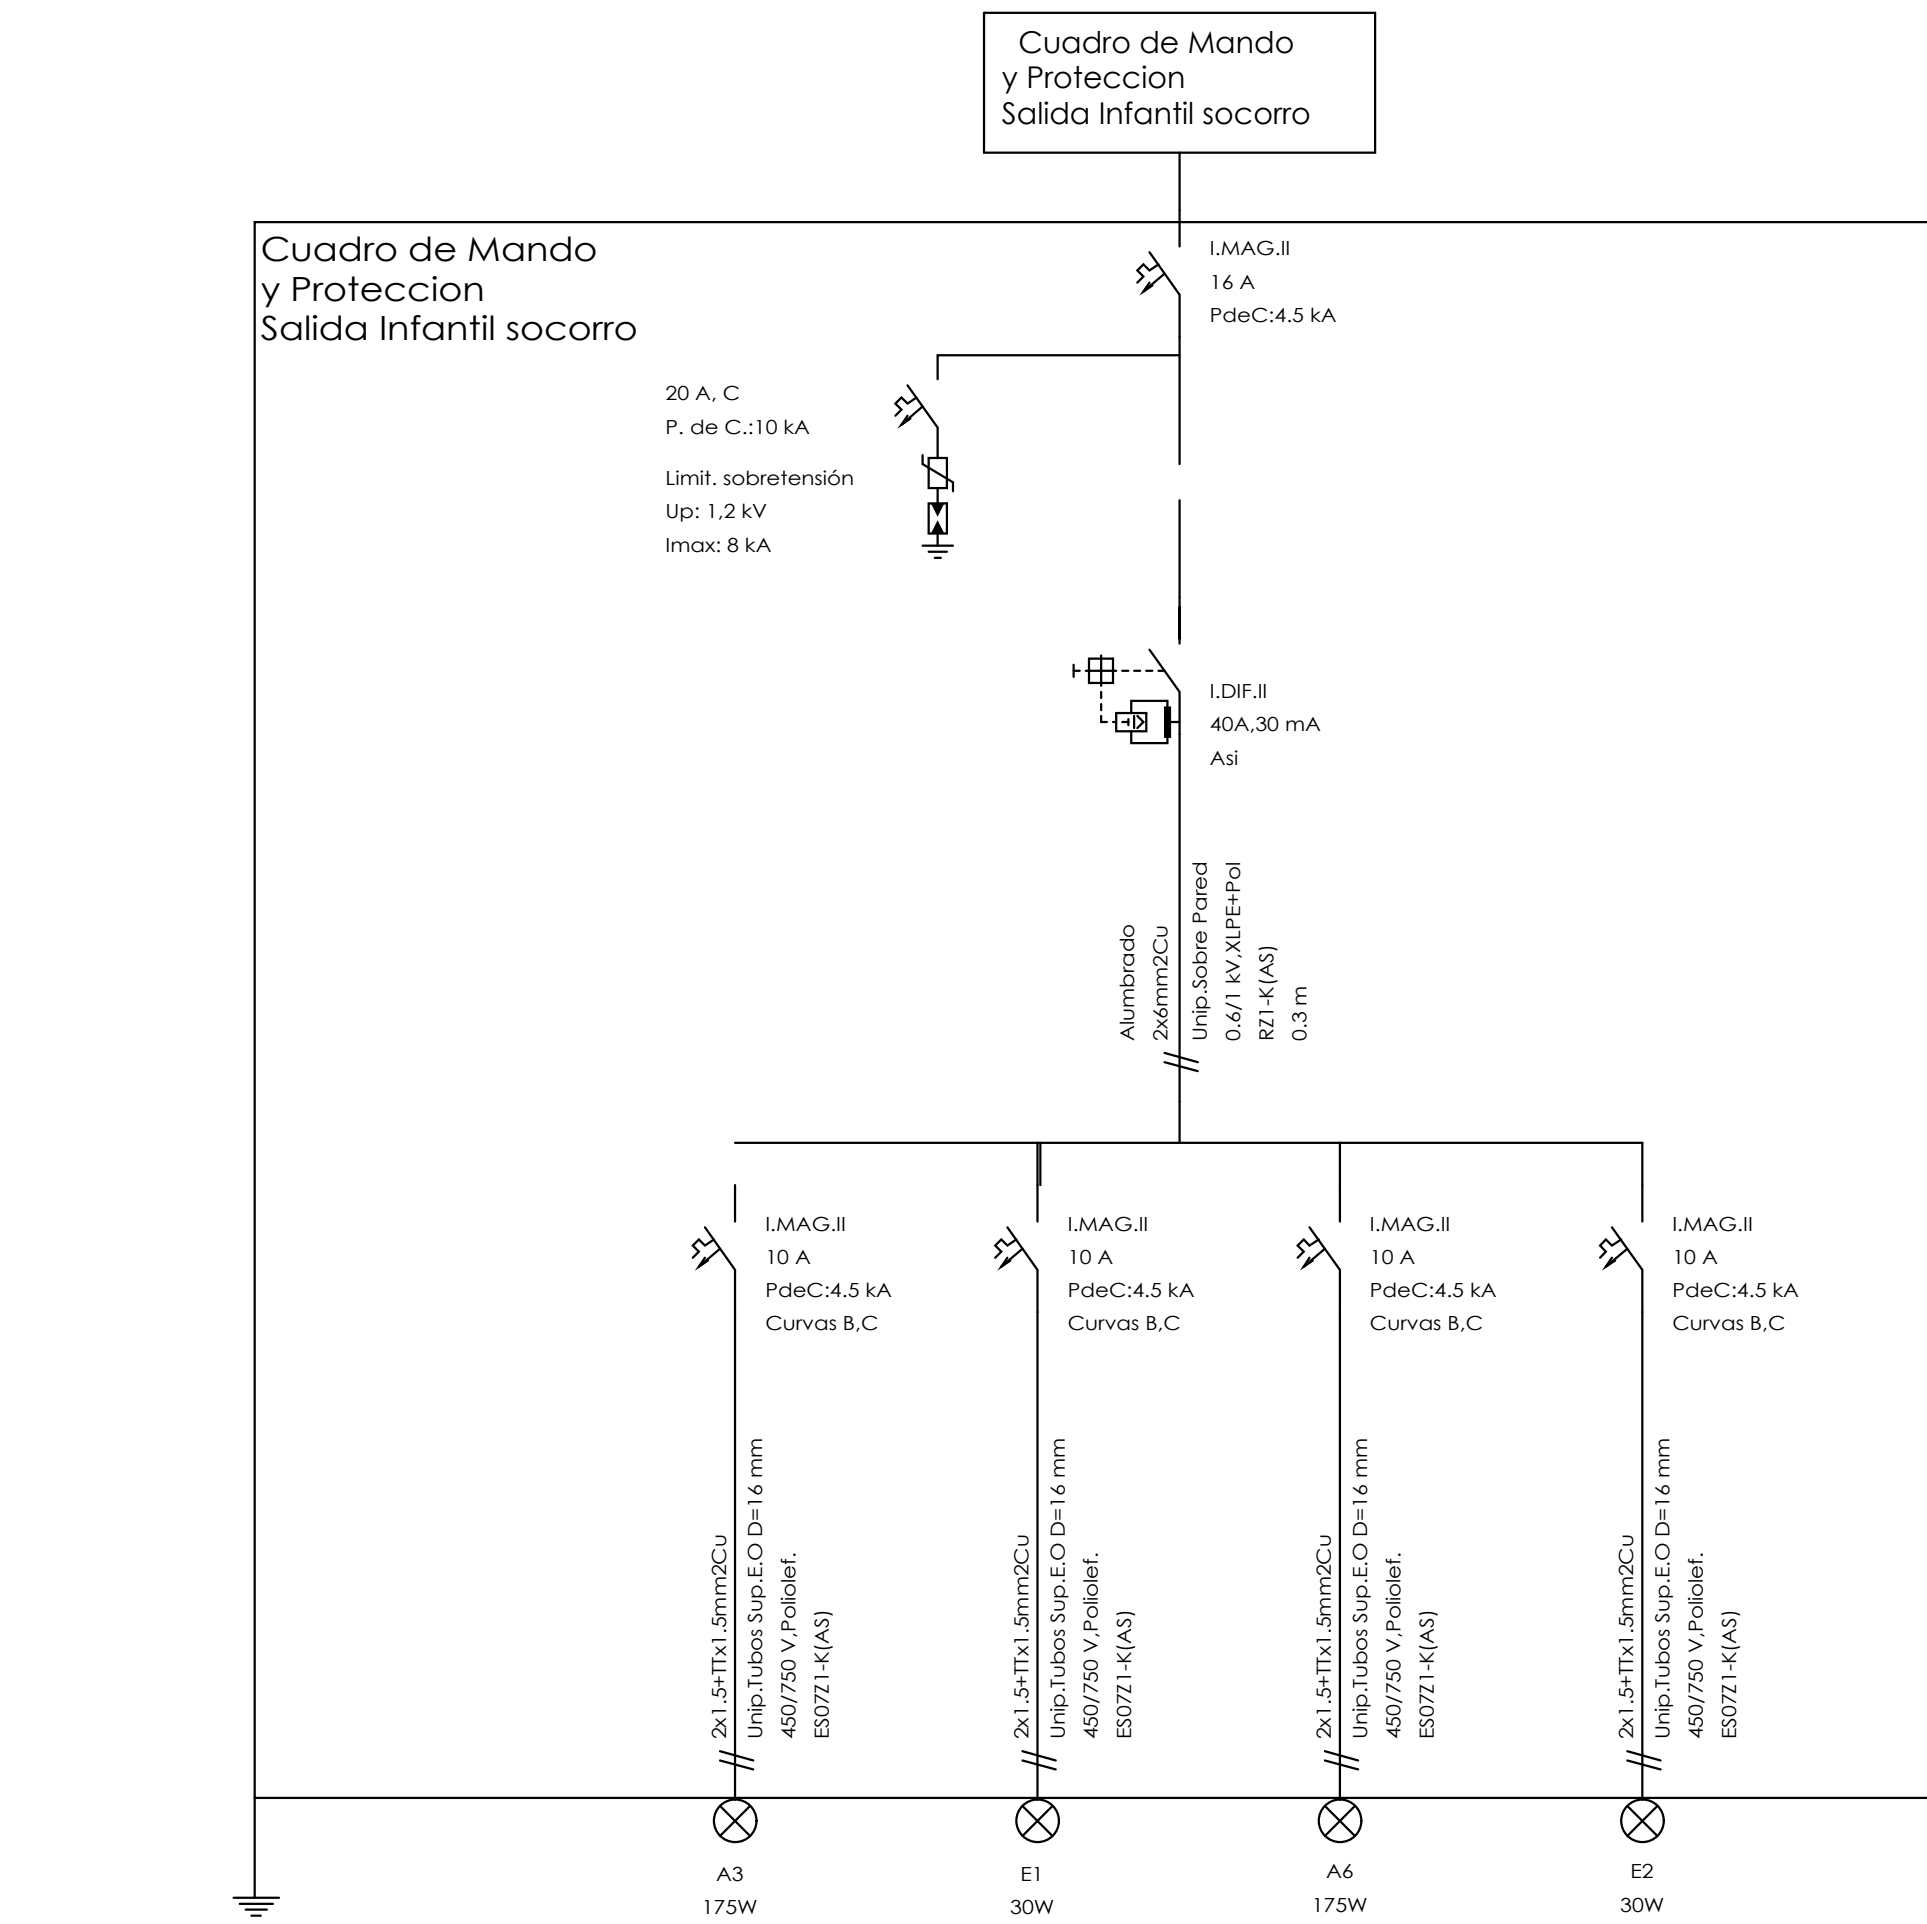 Cuadro de Mando
y Proteccion
Salida Infantil socorro
Cuadro de Mando
y Proteccion
Salida Infantil socorro
I.MAG.II
16 A
PdeC:4.5 kA
20 A, C
P. de C.:10 kA
Limit. sobretensión
Up: 1,2 kV
Imax: 8 kA
I.DIF.II
40A,30 mA
Asi
Alumbrado
2x6mm2Cu
Unip.Sobre Pared
0.6/1 kV,XLPE+Pol
RZ1-K(AS)
0.3 m
I.MAG.II
10 A
PdeC:4.5 kA
Curvas B,C
I.MAG.II
10 A
PdeC:4.5 kA
Curvas B,C
I.MAG.II
10 A
PdeC:4.5 kA
Curvas B,C
I.MAG.II
10 A
PdeC:4.5 kA
Curvas B,C
2x1.5+TTx1.5mm2Cu
Unip.Tubos Sup.E.O D=16 mm
450/750 V,Poliolef.
ES07Z1-K(AS)
2x1.5+TTx1.5mm2Cu
Unip.Tubos Sup.E.O D=16 mm
450/750 V,Poliolef.
ES07Z1-K(AS)
2x1.5+TTx1.5mm2Cu
Unip.Tubos Sup.E.O D=16 mm
450/750 V,Poliolef.
ES07Z1-K(AS)
2x1.5+TTx1.5mm2Cu
Unip.Tubos Sup.E.O D=16 mm
450/750 V,Poliolef.
ES07Z1-K(AS)
A3
175W
E1
30W
A6
175W
E2
30W